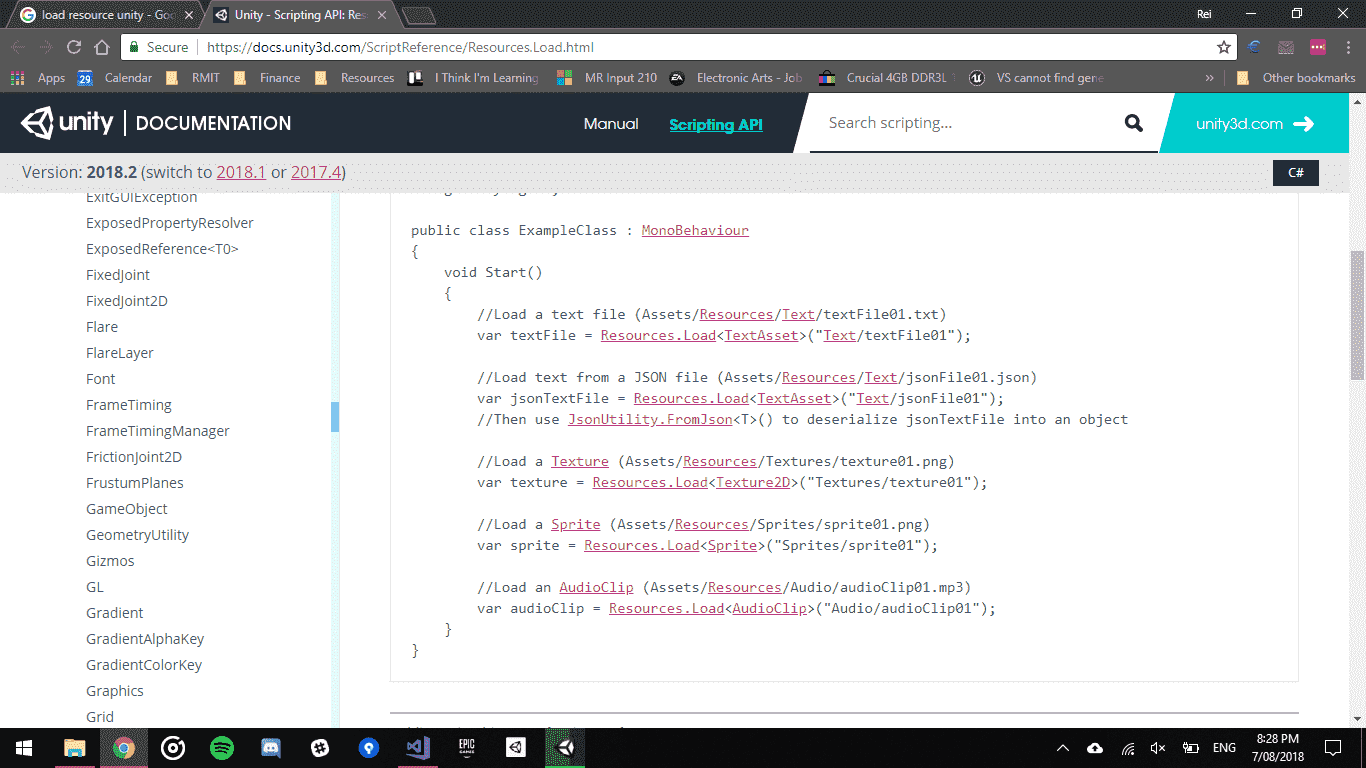 load resource unity - Goo
Unity - Scripting API: Res
Rei
Secure
https://docs.unity3d.com/ScriptReference/Resources.Load.html
Apps
29
Calendar
RMIT
Finance
Resources
I Think I'm Learning
MR Input 210
EA
Electronic Arts - Job
Crucial 4GB DDR3L 1
VS cannot find gene
»
Other bookmarks
unity | DOCUMENTATION
Manual
Scripting API
Search scripting...
unity3d.com
Version: 2018.2 (switch to 2018.1 or 2017.4)
C#
ExitGUIException
ExposedPropertyResolver
ExposedReference<T0>
FixedJoint
FixedJoint2D
Flare
FlareLayer
Font
FrameTiming
FrameTimingManager
FrictionJoint2D
FrustumPlanes
GameObject
GeometryUtility
Gizmos
GL
Gradient
GradientAlphaKey
GradientColorKey
Graphics
Grid
public class ExampleClass : MonoBehaviour
{
void Start()
{
//Load a text file (Assets/Resources/Text/textFile01.txt)
var textFile = Resources.Load<TextAsset>("Text/textFile01");
//Load text from a JSON file (Assets/Resources/Text/jsonFile01.json)
var jsonTextFile = Resources.Load<TextAsset>("Text/jsonFile01");
//Then use JsonUtility.FromJson<T>() to deserialize jsonTextFile into an object
//Load a Texture (Assets/Resources/Textures/texture01.png)
var texture = Resources.Load<Texture2D>("Textures/texture01");
//Load a Sprite (Assets/Resources/Sprites/sprite01.png)
var sprite = Resources.Load<Sprite>("Sprites/sprite01");
//Load an AudioClip (Assets/Resources/Audio/audioClip01.mp3)
var audioClip = Resources.Load<AudioClip>("Audio/audioClip01");
}
}
EPIC
GAMES
ENG
8:28 PM
7/08/2018